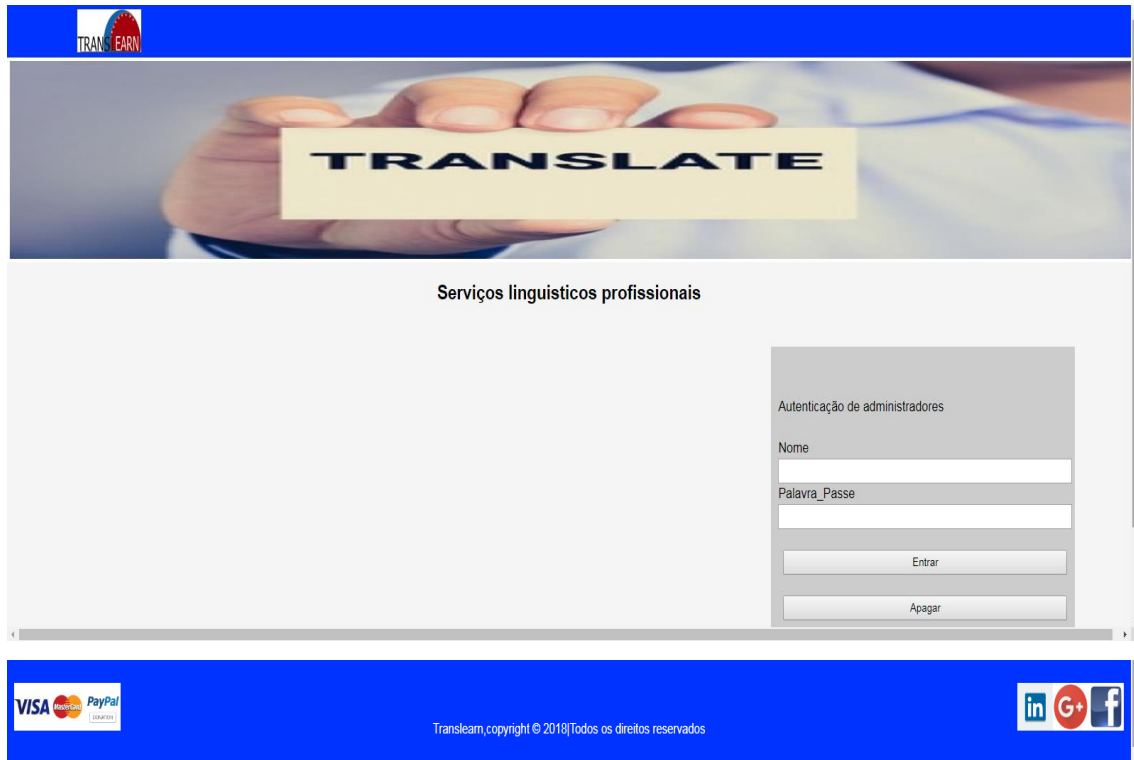 TRANSLEARN
TRANSLATE
Serviços linguisticos profissionais
Autenticação de administradores
Nome
Palavra_Passe
Entrar
Apagar
VISA MasterCard PayPal
in G+ f
Translearn,copyright © 2018|Todos os direitos reservados